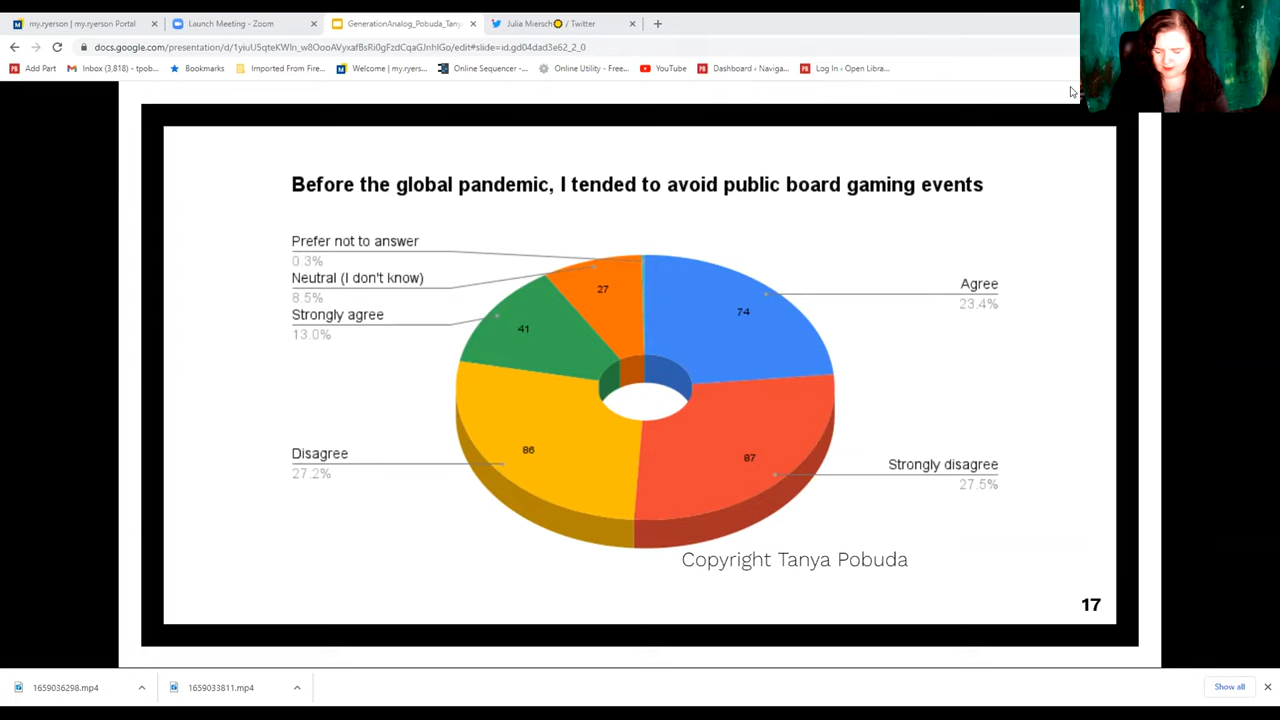 my.ryerson | my.ryerson Portal
Launch Meeting - Zoom
GenerationAnalog_Pobuda_Tany
Julia Miersch / Twitter
docs.google.com/presentation/d/1yiuU5qteKWln_w8OooAVyxafBsRi0gFzdCqaGJnhIGo/edit#slide=id.gd04dad3e62_2_0
Add Part
Inbox (3,818) - tpob...
Bookmarks
Imported From Fire...
Welcome | my.ryers...
Online Sequencer -...
Online Utility - Free...
YouTube
Dashboard ‹ Naviga...
Log In ‹ Open Libra...
Before the global pandemic, I tended to avoid public board gaming events
Prefer not to answer
0.3%
Neutral (I don't know)
8.5%
Strongly agree
13.0%
Disagree
27.2%
Agree
23.4%
Strongly disagree
27.5%
27
74
41
86
87
Copyright Tanya Pobuda
17
1659036298.mp4
1659033811.mp4
Show all